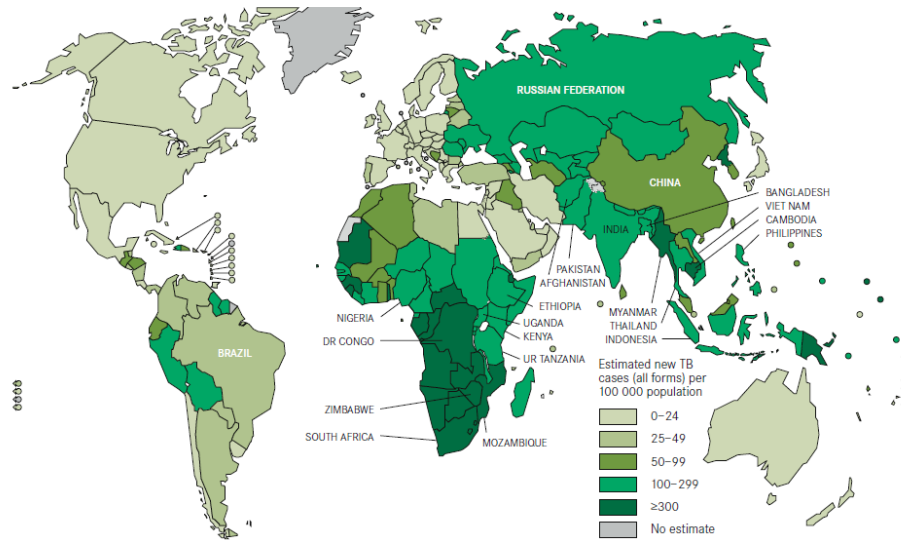 RUSSIAN FEDERATION
CHINA
BANGLADESH
VIET NAM
CAMBODIA
PHILIPPINES
INDIA
PAKISTAN
AFGHANISTAN
ETHIOPIA
NIGERIA
UGANDA
KENYA
MYANMAR
THAILAND
INDONESIA
DR CONGO
UR TANZANIA
BRAZIL
ZIMBABWE
SOUTH AFRICA
MOZAMBIQUE
Estimated new TB
cases (all forms) per
100 000 population
0–24
25–49
50–99
100–299
≥300
No estimate